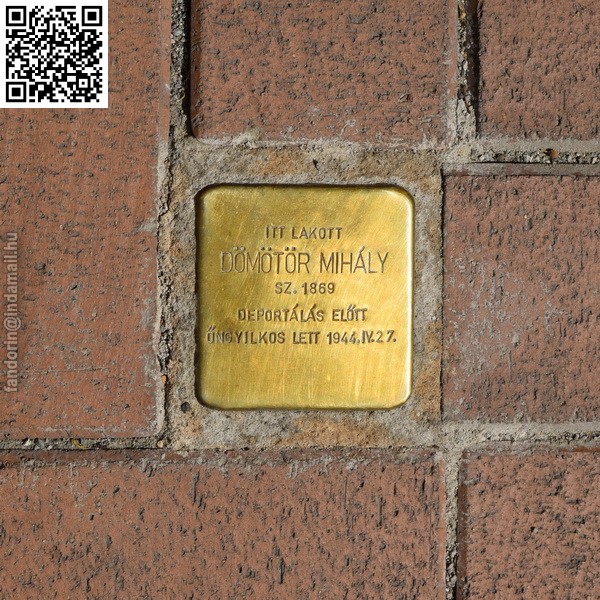 ITT LAKOTT
DÖMÖTÖR MIHÁLY
SZ. 1869
DEPORTÁLÁS ELŐTT
ÖNGYILKOS LETT 1944.IV.27.
fandorin@indamail.hu